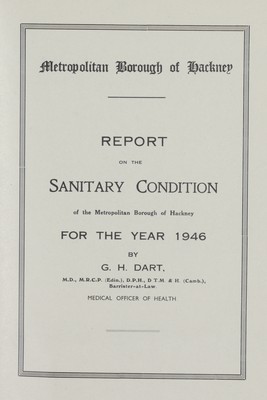 Metropolitan Borough of Hackney
REPORT
ON THE
SANITARY CONDITION
of the Metropolitan Borough of Hackney
FOR THE YEAR 1946
BY
G. H. DART,
M.D., M.R.C.P. (Edin.), D.P.H., D T.M. & H. (Camb.),
Barrister-at-Law
MEDICAL OFFICER OF HEALTH